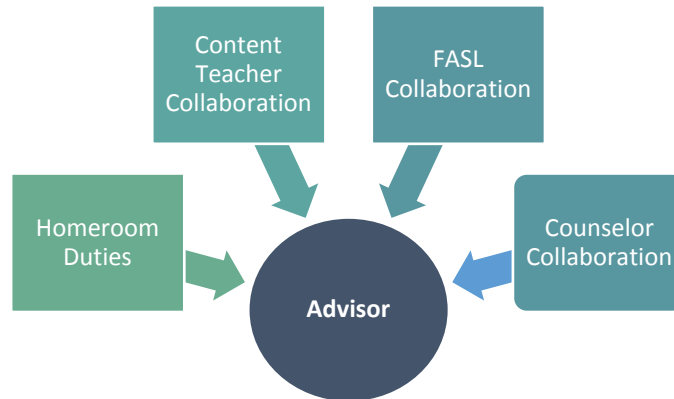 Content
Teacher
Collaboration
FASL
Collaboration
Homeroom
Duties
Counselor
Collaboration
Advisor